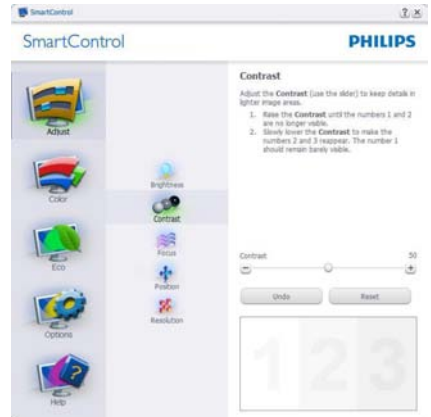 SmartControl
SmartControl
PHILIPS
Adjust
Color
Eco
Options
Help
Brightness
Contrast
Focus
Position
Resolution
Contrast
Adjust the Contrast (use the slider) to keep details in
lighter image areas.
1. Raise the Contrast until the numbers 1 and 2
are no longer visible.
2. Slowly lower the Contrast to make the
numbers 2 and 3 reappear. The number 1
should remain barely visible.
Contrast 50
Undo Reset
1 2 3